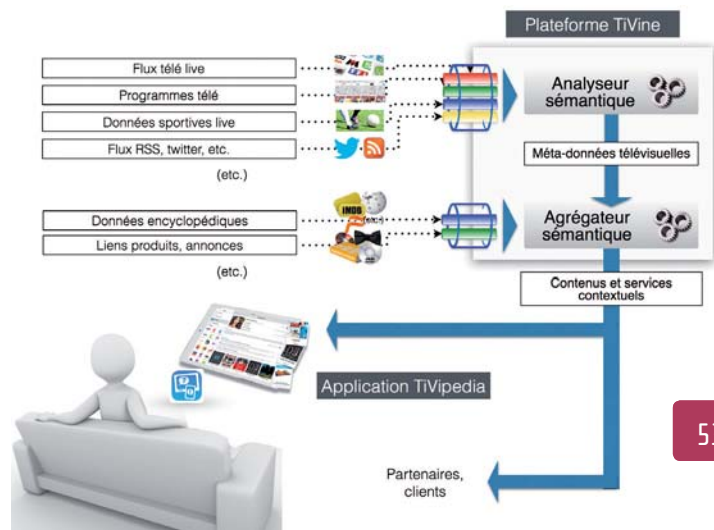 Plateforme TiVine
Flux télé live
Programmes télé
Données sportives live
Flux RSS, twitter, etc.
(etc.)
Analyseur
sémantique
Méta-données télévisuelles
IMDB
Données encyclopédiques
Liens produits, annonces
(etc.)
Agrégateur
sémantique
Contenus et services
contextuels
Application TiVipedia
Partenaires,
clients